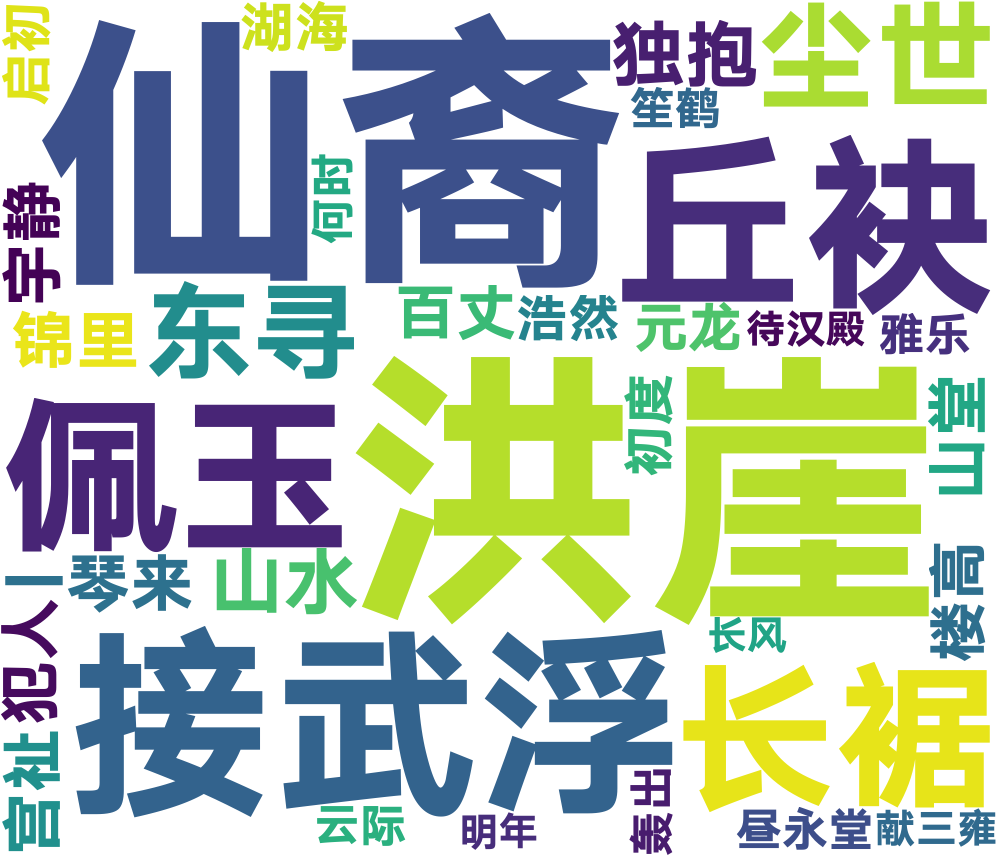 启初
湖海
仙裔
独抱
尘世
笙鹤
何时
宇静
丘袂
锦里
东寻
百丈
浩然
元龙
待汉殿
雅乐
佩玉
洪崖
初度
山堂
一琴来
山水
犯人
接武浮
长风
楼高
长裾
宫祉
云际
明年
轰出
昼永堂
献三雍